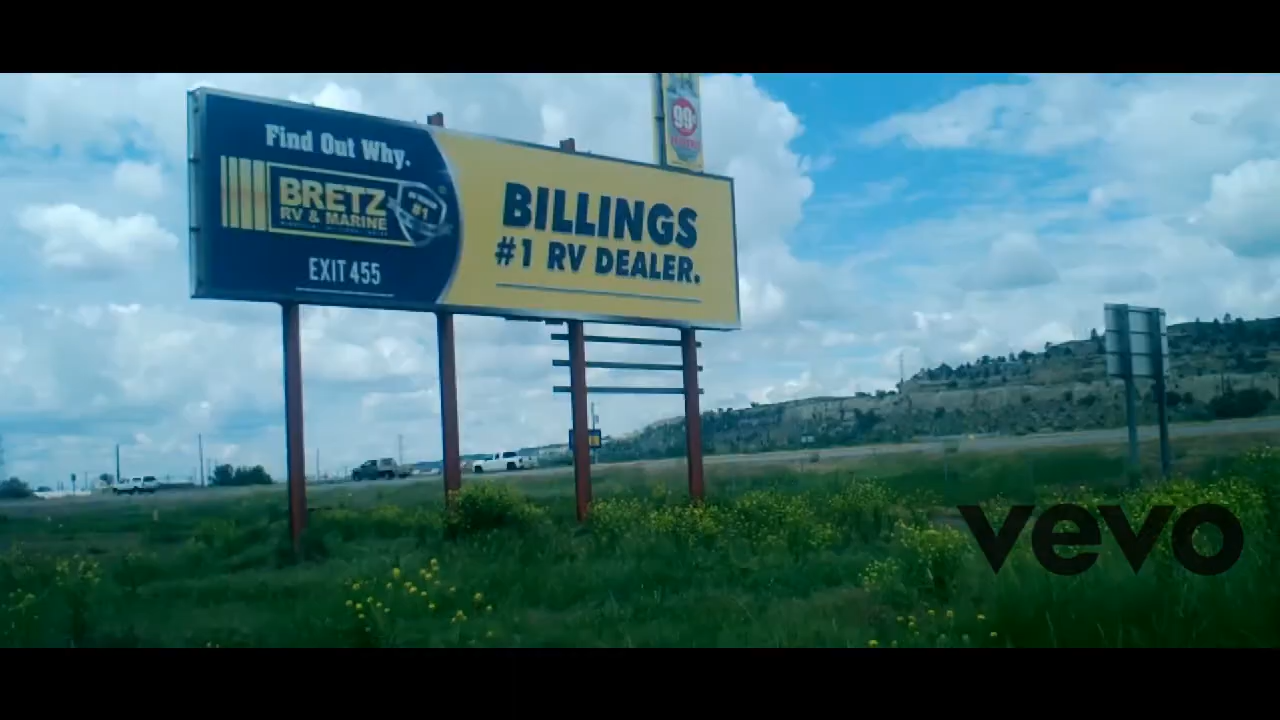 Find Out Why.
BRETZ
RV & MARINE
#1
EXIT 455
BILLINGS
#1 RV DEALER.
99¢
vevo